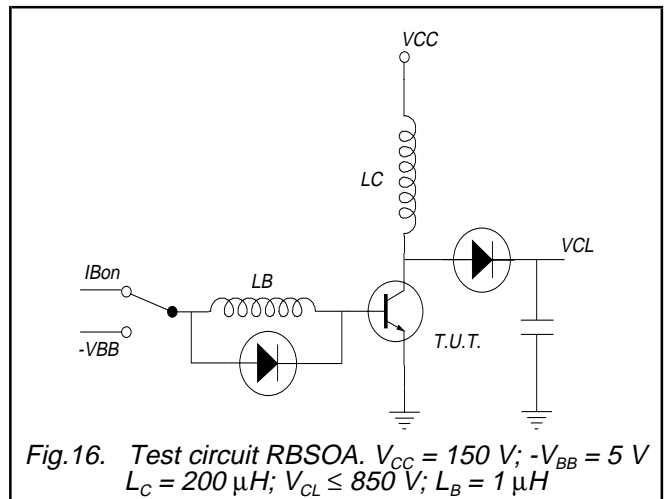 VCC
LC
VCL
IBon
LB
-VBB
T.U.T.
Fig.16. Test circuit RBSOA. VCC = 150 V; -VBB = 5 V
LC = 200 μH; VCL ≤ 850 V; LB = 1 μH